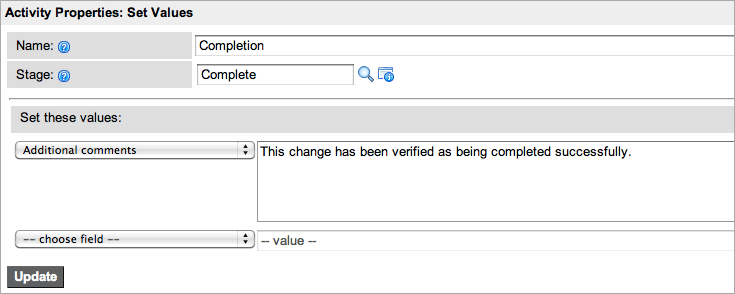 Activity Properties: Set Values
Name: Completion
Stage: Complete
Set these values:
Additional comments This change has been verified as being completed successfully.
-- choose field -- -- value --
Update